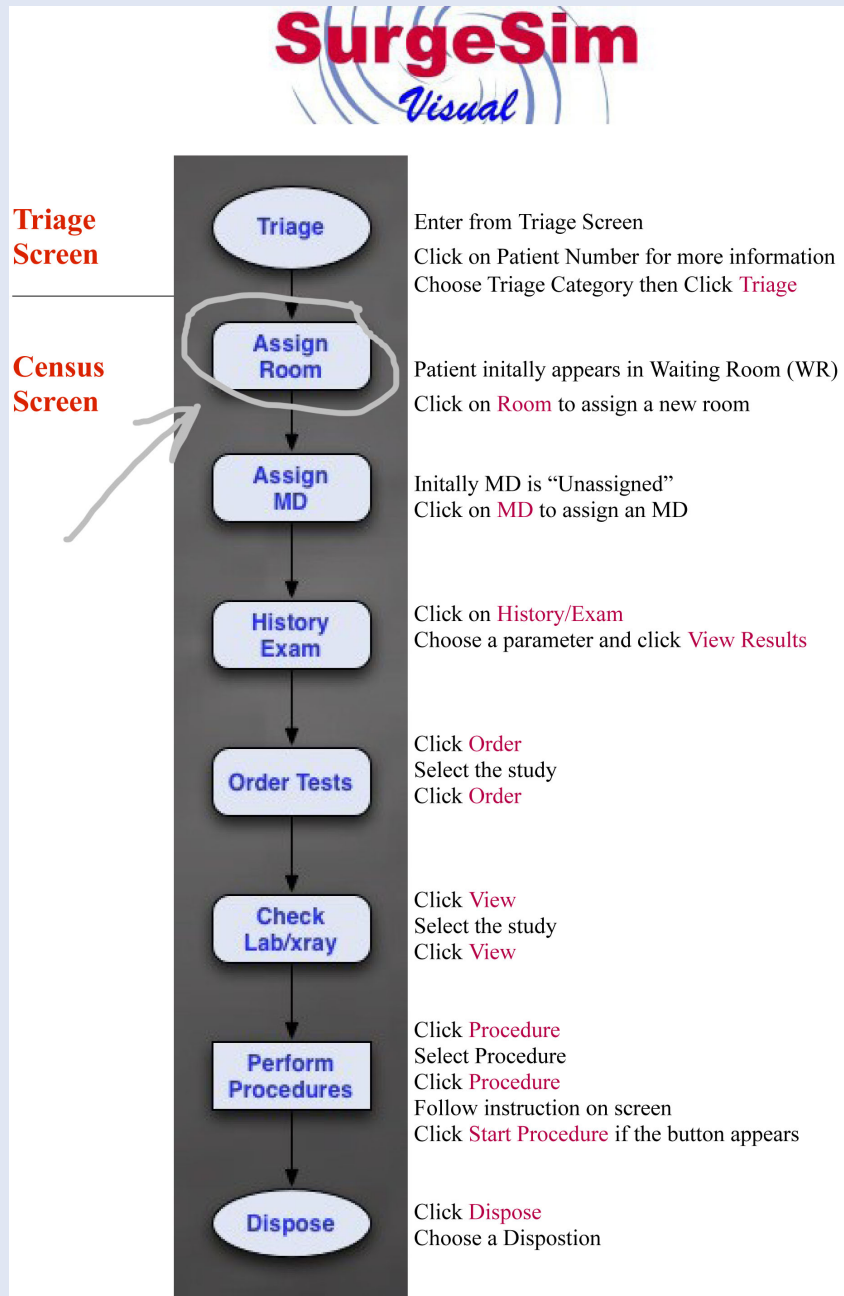 SurgeSim
Visual
Triage
Screen
Triage
Enter from Triage Screen
Click on Patient Number for more information
Choose Triage Category then Click Triage
Census
Screen
Assign
Room
Patient initally appears in Waiting Room (WR)
Click on Room to assign a new room
Assign
MD
Initally MD is “Unassigned”
Click on MD to assign an MD
History
Exam
Click on History/Exam
Choose a parameter and click View Results
Order Tests
Click Order
Select the study
Click Order
Check
Lab/xray
Click View
Select the study
Click View
Perform
Procedures
Click Procedure
Select Procedure
Click Procedure
Follow instruction on screen
Click Start Procedure if the button appears
Dispose
Click Dispose
Choose a Dispostion